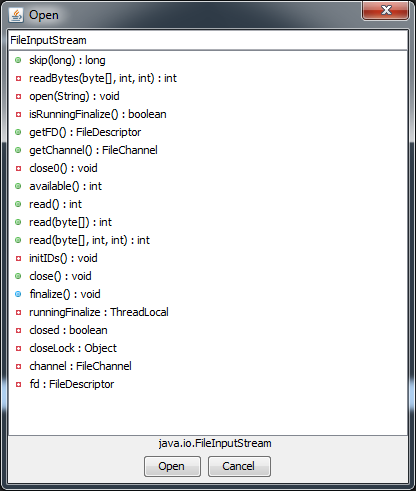 Open
FileInputStream
skip(long) : long
readBytes(byte[], int, int) : int
open(String) : void
isRunningFinalize() : boolean
getFD() : FileDescriptor
getChannel() : FileChannel
close0() : void
available() : int
read() : int
read(byte[]) : int
read(byte[], int, int) : int
initIDs() : void
close() : void
finalize() : void
runningFinalize : ThreadLocal
closed : boolean
closeLock : Object
channel : FileChannel
fd : FileDescriptor
java.io.FileInputStream
Open Cancel